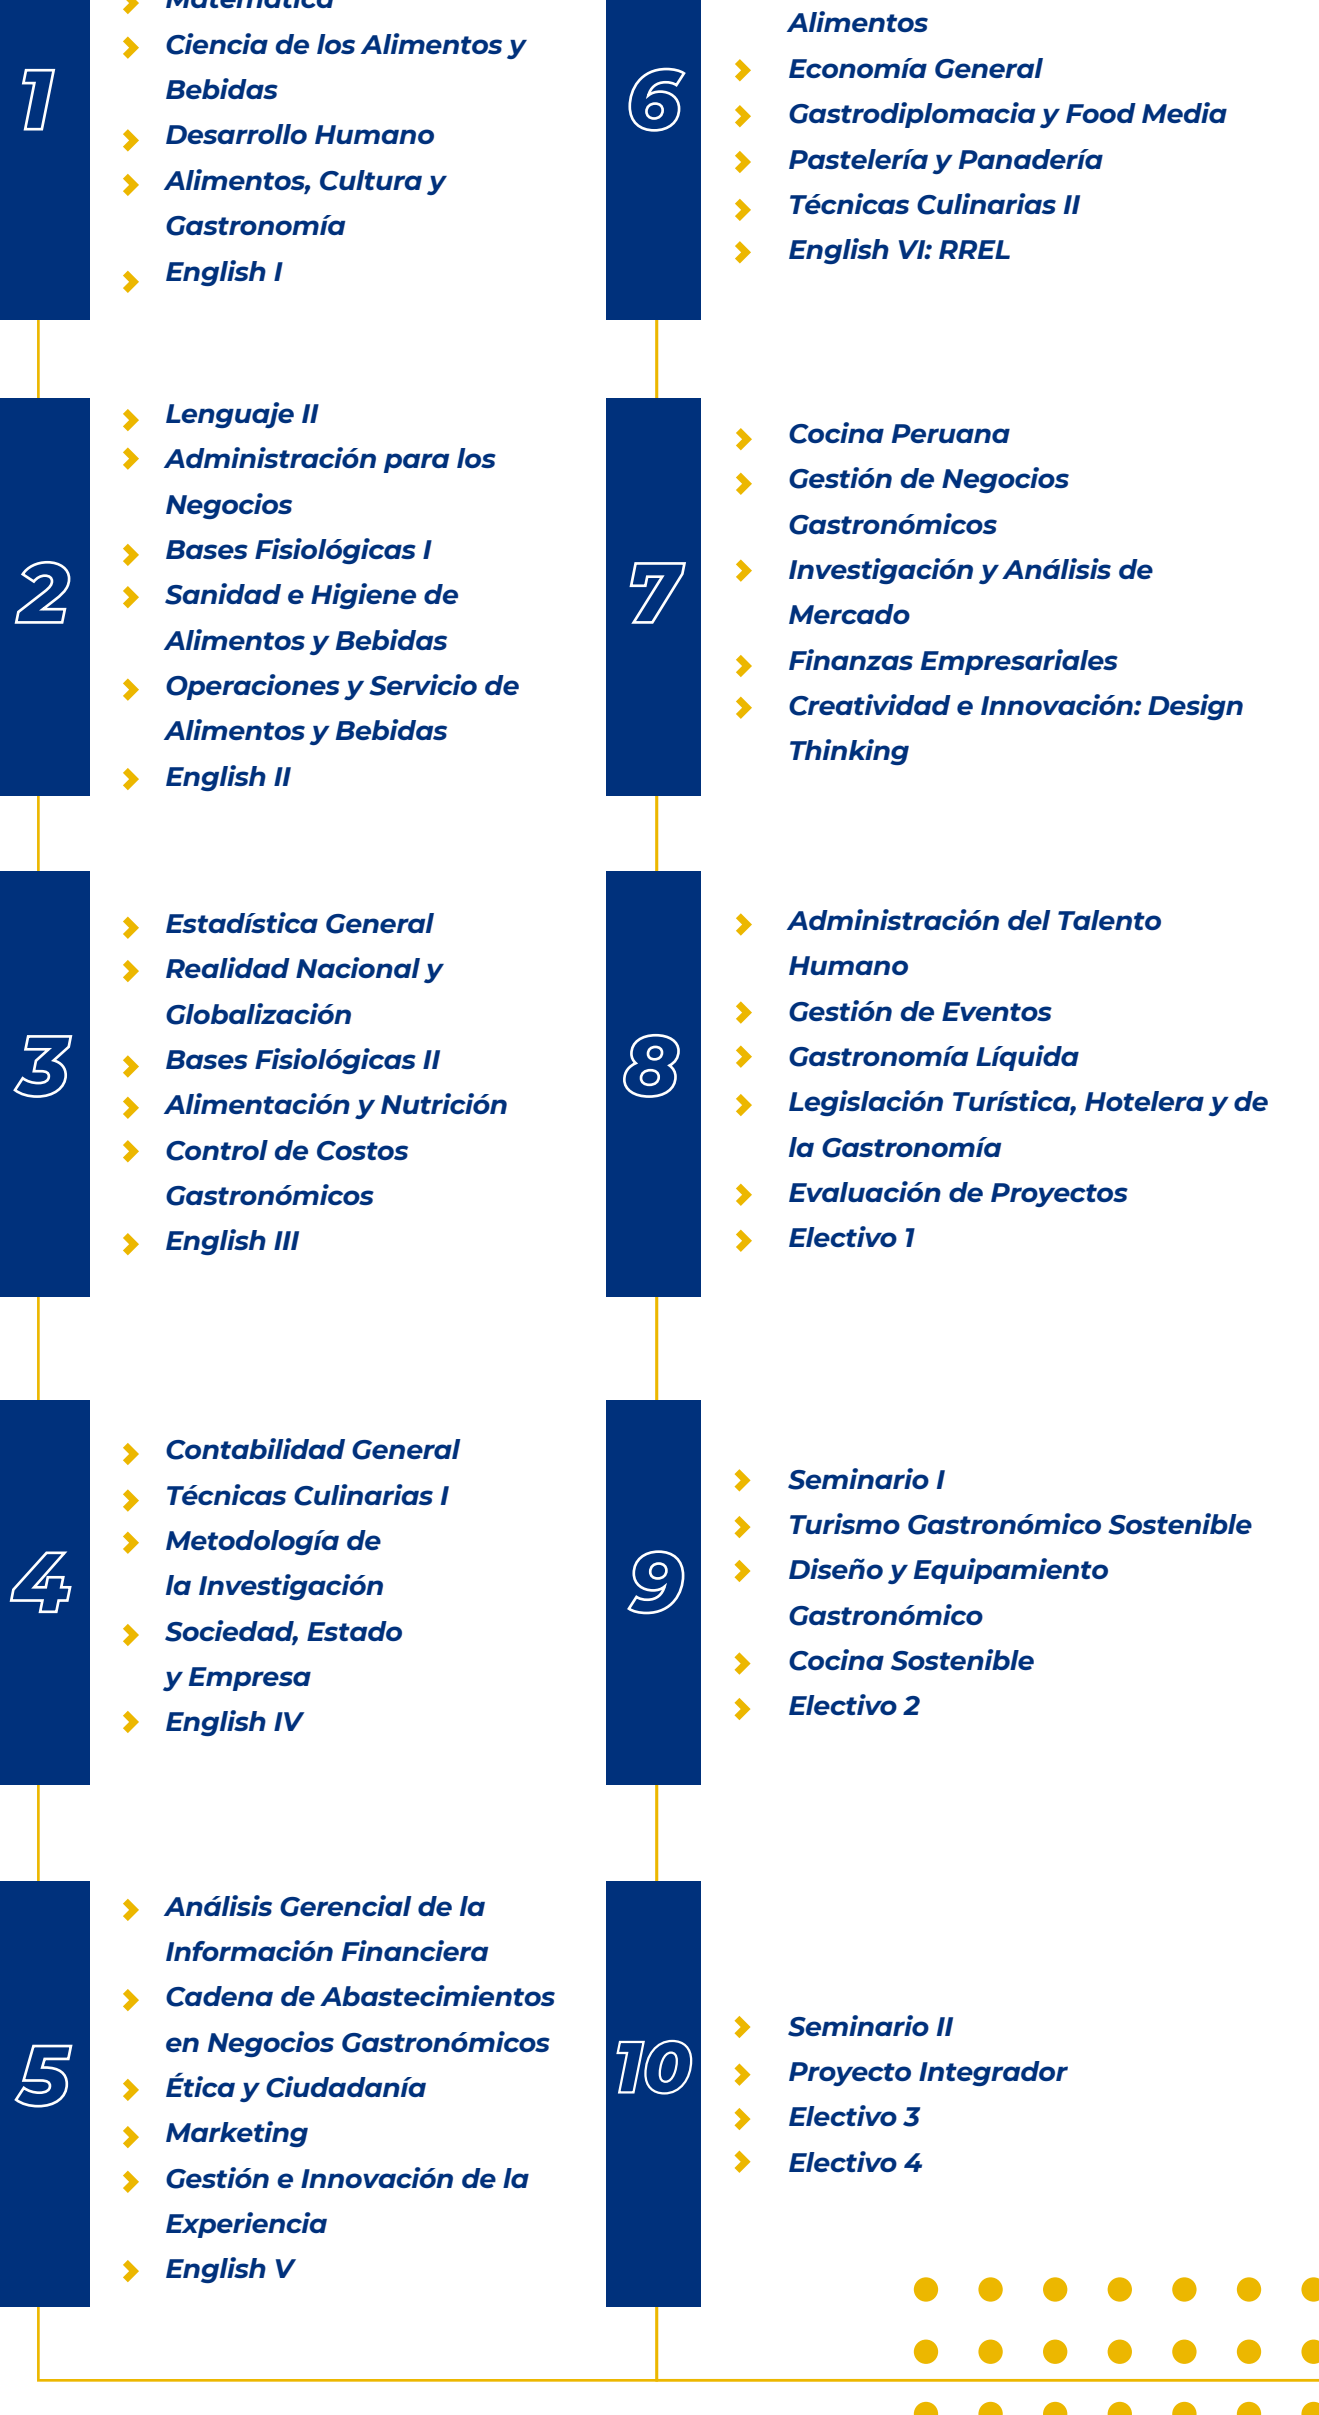 1
Matemática
Ciencia de los Alimentos y
Bebidas
Desarrollo Humano
Alimentos, Cultura y
Gastronomía
English I
2
Lenguaje II
Administración para los
Negocios
Bases Fisiológicas I
Sanidad e Higiene de
Alimentos y Bebidas
Operaciones y Servicio de
Alimentos y Bebidas
English II
3
Estadística General
Realidad Nacional y
Globalización
Bases Fisiológicas II
Alimentación y Nutrición
Control de Costos
Gastronómicos
English III
4
Contabilidad General
Técnicas Culinarias I
Metodología de
la Investigación
Sociedad, Estado
y Empresa
English IV
5
Análisis Gerencial de la
Información Financiera
Cadena de Abastecimientos
en Negocios Gastronómicos
Ética y Ciudadanía
Marketing
Gestión e Innovación de la
Experiencia
English V
6
Alimentos
Economía General
Gastrodiplomacia y Food Media
Pastelería y Panadería
Técnicas Culinarias II
English VI: RREL
7
Cocina Peruana
Gestión de Negocios
Gastronómicos
Investigación y Análisis de
Mercado
Finanzas Empresariales
Creatividad e Innovación: Design
Thinking
8
Administración del Talento
Humano
Gestión de Eventos
Gastronomía Líquida
Legislación Turística, Hotelera y de
la Gastronomía
Evaluación de Proyectos
Electivo 1
9
Seminario I
Turismo Gastronómico Sostenible
Diseño y Equipamiento
Gastronómico
Cocina Sostenible
Electivo 2
10
Seminario II
Proyecto Integrador
Electivo 3
Electivo 4